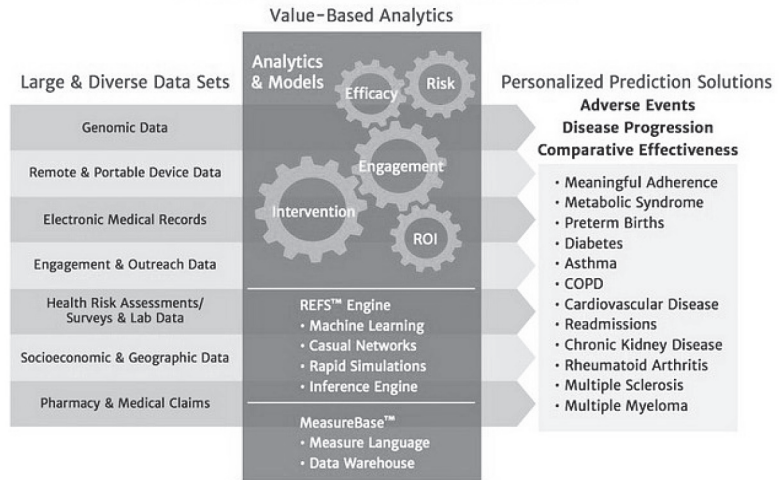 Value-Based Analytics
Large & Diverse Data Sets
Genomic Data
Remote & Portable Device Data
Electronic Medical Records
Engagement & Outreach Data
Health Risk Assessments/
Surveys & Lab Data
Socioeconomic & Geographic Data
Pharmacy & Medical Claims
Analytics
& Models
Efficacy
Risk
Engagement
Intervention
ROI
REFS™ Engine
• Machine Learning
• Casual Networks
• Rapid Simulations
• Inference Engine
MeasureBase™
• Measure Language
• Data Warehouse
Personalized Prediction Solutions
Adverse Events
Disease Progression
Comparative Effectiveness
• Meaningful Adherence
• Metabolic Syndrome
• Preterm Births
• Diabetes
• Asthma
• COPD
• Cardiovascular Disease
• Readmissions
• Chronic Kidney Disease
• Rheumatoid Arthritis
• Multiple Sclerosis
• Multiple Myeloma